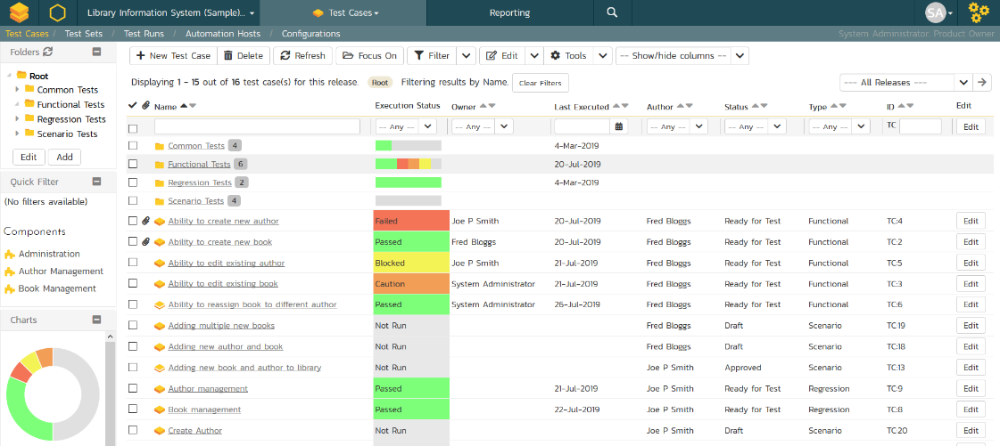 Library Information System (Sample)... Test Cases Reporting SA
Test Cases / Test Sets / Test Runs / Automation Hosts / Configurations System Administrator: Product Owner
Folders
Root
Common Tests
Functional Tests
Regression Tests
Scenario Tests
Edit Add
Quick Filter
(No filters available)
Components
Administration
Author Management
Book Management
Charts
New Test Case Delete Refresh Focus On Filter Edit Tools -- Show/hide columns --
Displaying 1 - 15 out of 16 test case(s) for this release. Root Filtering results by Name. Clear Filters --- All Releases ---
Name Execution Status Owner Last Executed Author Status Type ID Edit
-- Any -- -- Any -- -- Any -- -- Any -- -- Any -- TC Edit
Common Tests 4 4-Mar-2019
Functional Tests 6 20-Jul-2019
Regression Tests 2 4-Mar-2019
Scenario Tests 4
Ability to create new author Failed Joe P Smith 20-Jul-2019 Fred Bloggs Ready for Test Functional TC:4 Edit
Ability to create new book Passed Fred Bloggs 20-Jul-2019 Fred Bloggs Ready for Test Functional TC:2 Edit
Ability to edit existing author Blocked Joe P Smith 21-Jul-2019 Fred Bloggs Ready for Test Functional TC:5 Edit
Ability to edit existing book Caution System Administrator 21-Jul-2019 Fred Bloggs Ready for Test Functional TC:3 Edit
Ability to reassign book to different author Passed System Administrator 26-Jul-2019 Fred Bloggs Ready for Test Functional TC:6 Edit
Adding multiple new books Not Run Fred Bloggs Draft Scenario TC:19 Edit
Adding new author and book Not Run Fred Bloggs Draft Scenario TC:18 Edit
Adding new book and author to library Not Run Joe P Smith Approved Scenario TC:13 Edit
Author management Passed 21-Jul-2019 Joe P Smith Ready for Test Regression TC:9 Edit
Book management Passed 22-Jul-2019 Joe P Smith Ready for Test Regression TC:8 Edit
Create Author Not Run Joe P Smith Draft Scenario TC:20 Edit